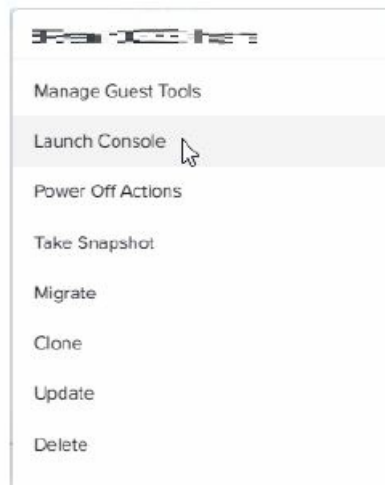 Manage Guest Tools
Launch Console
Power Off Actions
Take Snapshot
Migrate
Clone
Update
Delete